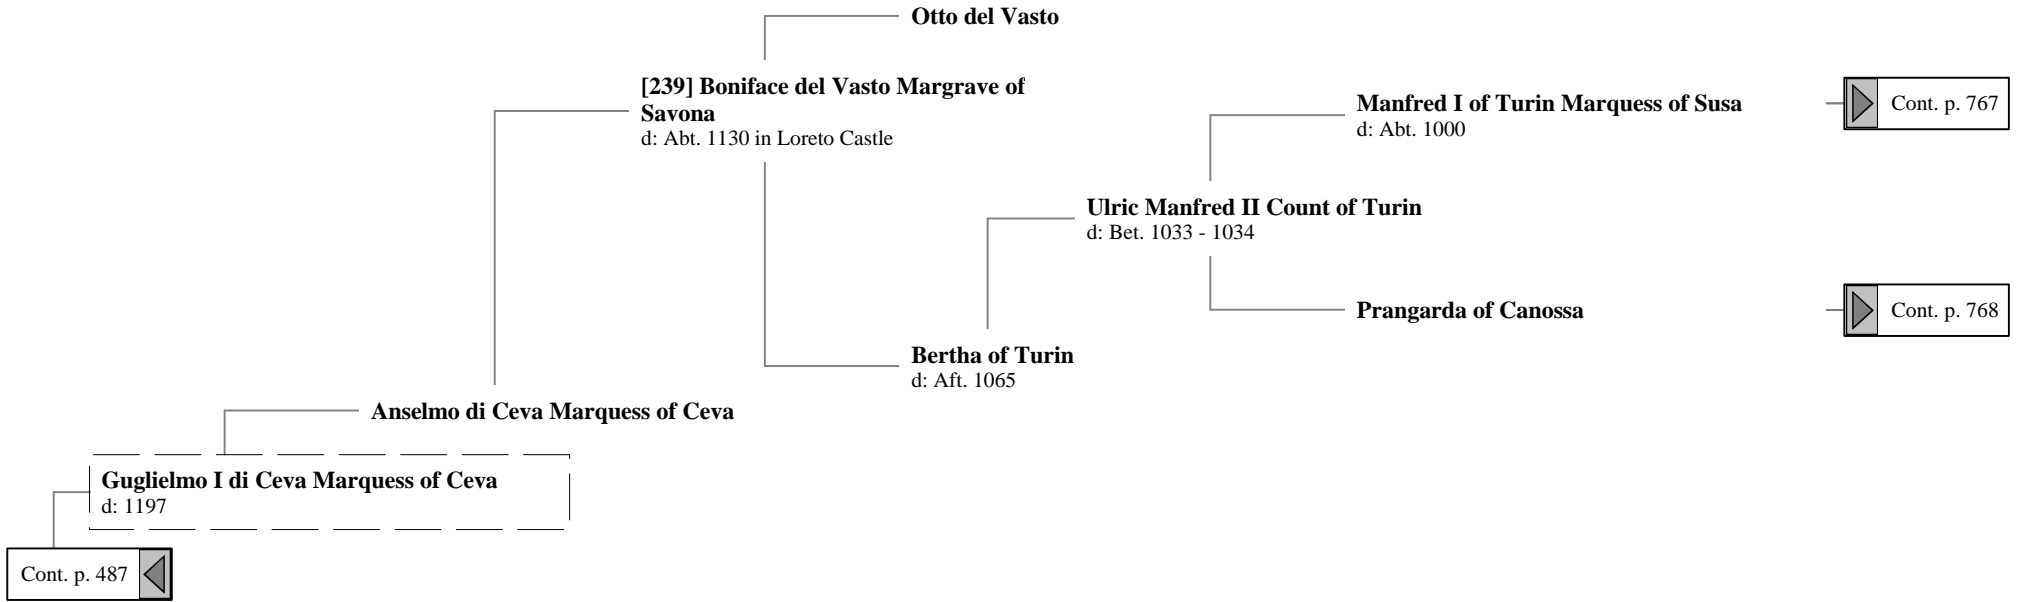 Otto del Vasto
[239] Boniface del Vasto Margrave of
Savona
d: Abt. 1130 in Loreto Castle
Manfred I of Turin Marquess of Susa
d: Abt. 1000
Cont. p. 767
Ulric Manfred II Count of Turin
d: Bet. 1033 - 1034
Prangarda of Canossa
Cont. p. 768
Bertha of Turin
d: Aft. 1065
Anselmo di Ceva Marquess of Ceva
Guglielmo I di Ceva Marquess of Ceva
d: 1197
Cont. p. 487